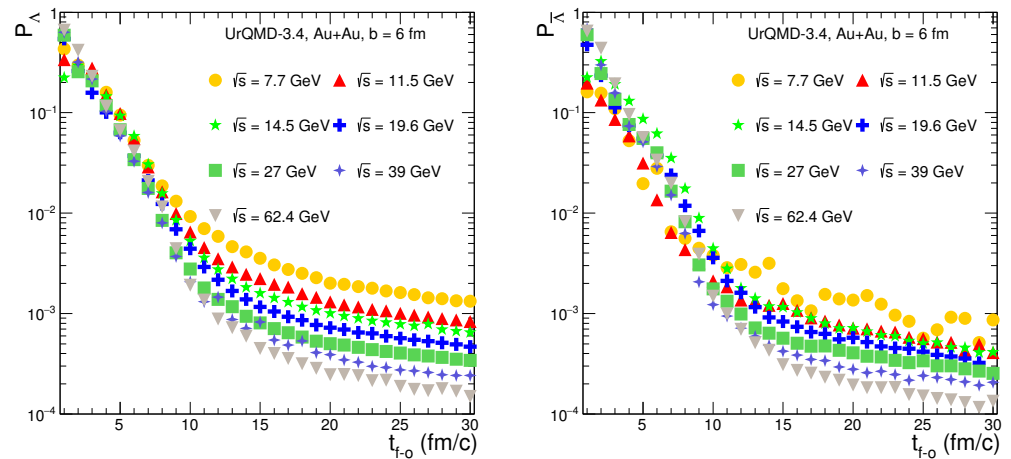 P_Λ
UrQMD-3.4, Au+Au, b = 6 fm
√s = 7.7 GeV √s = 11.5 GeV
√s = 14.5 GeV √s = 19.6 GeV
√s = 27 GeV √s = 39 GeV
√s = 62.4 GeV
1
10⁻¹
10⁻²
10⁻³
10⁻⁴
5 10 15 20 25 30
t_f-o (fm/c)
P_Λ̅
UrQMD-3.4, Au+Au, b = 6 fm
√s = 7.7 GeV √s = 11.5 GeV
√s = 14.5 GeV √s = 19.6 GeV
√s = 27 GeV √s = 39 GeV
√s = 62.4 GeV
1
10⁻¹
10⁻²
10⁻³
10⁻⁴
5 10 15 20 25 30
t_f-o (fm/c)